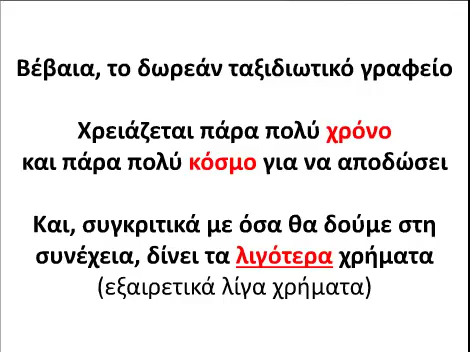 Βέβαια, το δωρεάν ταξιδιωτικό γραφείο
Χρειάζεται πάρα πολύ χρόνο
και πάρα πολύ κόσμο για να αποδώσει
Και, συγκριτικά με όσα θα δούμε στη
συνέχεια, δίνει τα λιγότερα χρήματα
(εξαιρετικά λίγα χρήματα)